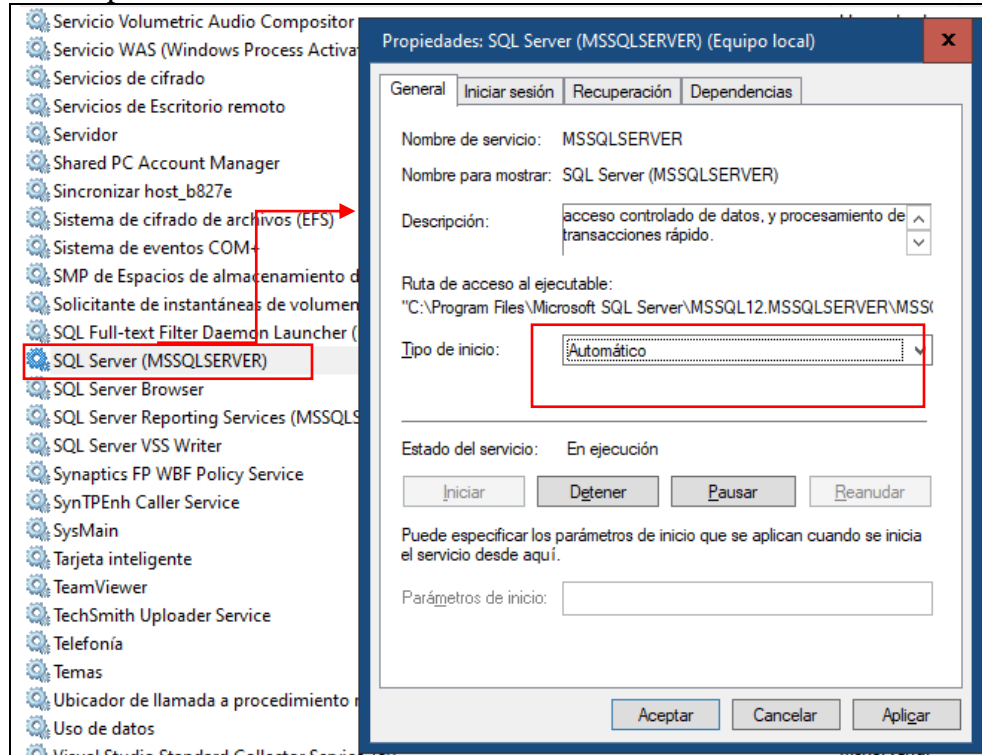 Servicio Volumetric Audio Compositor
Servicio WAS (Windows Process Activa
Servicios de cifrado
Servicios de Escritorio remoto
Servidor
Shared PC Account Manager
Sincronizar host_b827e
Sistema de cifrado de archivos (EFS)
Sistema de eventos COM+
SMP de Espacios de almacenamiento d
Solicitante de instantáneas de volumen
SQL Full-text Filter Daemon Launcher (
SQL Server (MSSQLSERVER)
SQL Server Browser
SQL Server Reporting Services (MSSQLS
SQL Server VSS Writer
Synaptics FP WBF Policy Service
SynTPEnh Caller Service
SysMain
Tarjeta inteligente
TeamViewer
TechSmith Uploader Service
Telefonía
Temas
Ubicador de llamada a procedimiento r
Uso de datos
Propiedades: SQL Server (MSSQLSERVER) (Equipo local)
x
General Iniciar sesión Recuperación Dependencias
Nombre de servicio: MSSQLSERVER
Nombre para mostrar: SQL Server (MSSQLSERVER)
Descripción: acceso controlado de datos, y procesamiento de
transacciones rápido.
Ruta de acceso al ejecutable:
"C:\Program Files\Microsoft SQL Server\MSSQL12.MSSQLSERVER\MSSQ
Tipo de inicio: Automático
Estado del servicio: En ejecución
Iniciar Detener Pausar Reanudar
Puede especificar los parámetros de inicio que se aplican cuando se inicia
el servicio desde aquí.
Parámetros de inicio:
Aceptar Cancelar Aplicar